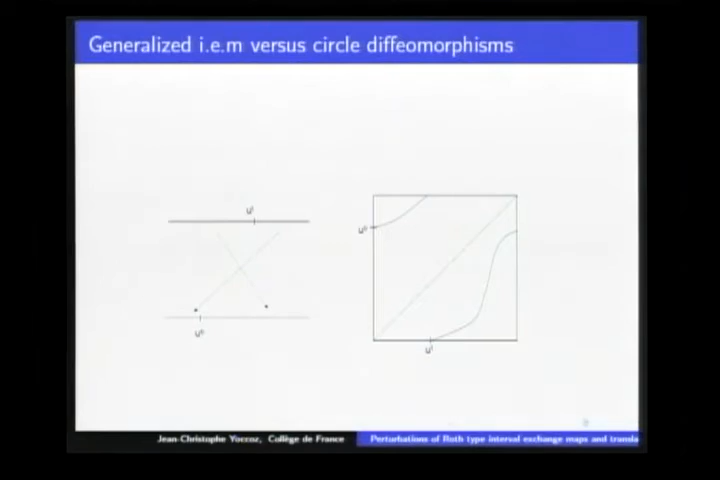 Generalized i.e.m versus circle diffeomorphisms
Jean-Christophe Yoccoz, Collège de France
Perturbations of Roth type interval exchange maps and transla